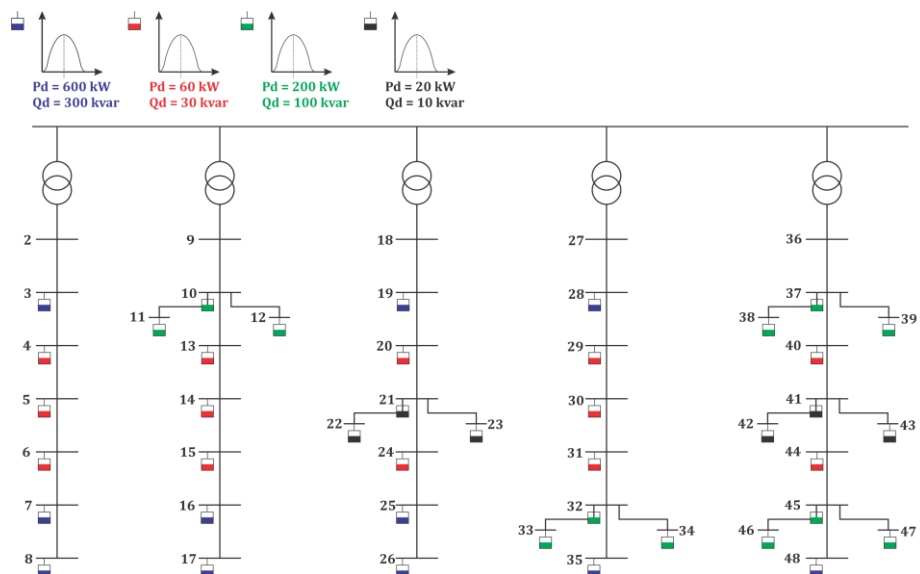 Pd = 600 kW
Qd = 300 kvar
Pd = 60 kW
Qd = 30 kvar
Pd = 200 kW
Qd = 100 kvar
Pd = 20 kW
Qd = 10 kvar
2 9 18 27 36
3 10 19 28 37
11 12 38 39
4 13 20 29 40
5 14 21 30 41
22 23 42 43
6 15 24 31 44
7 16 25 32 45
33 34 46 47
8 17 26 35 48